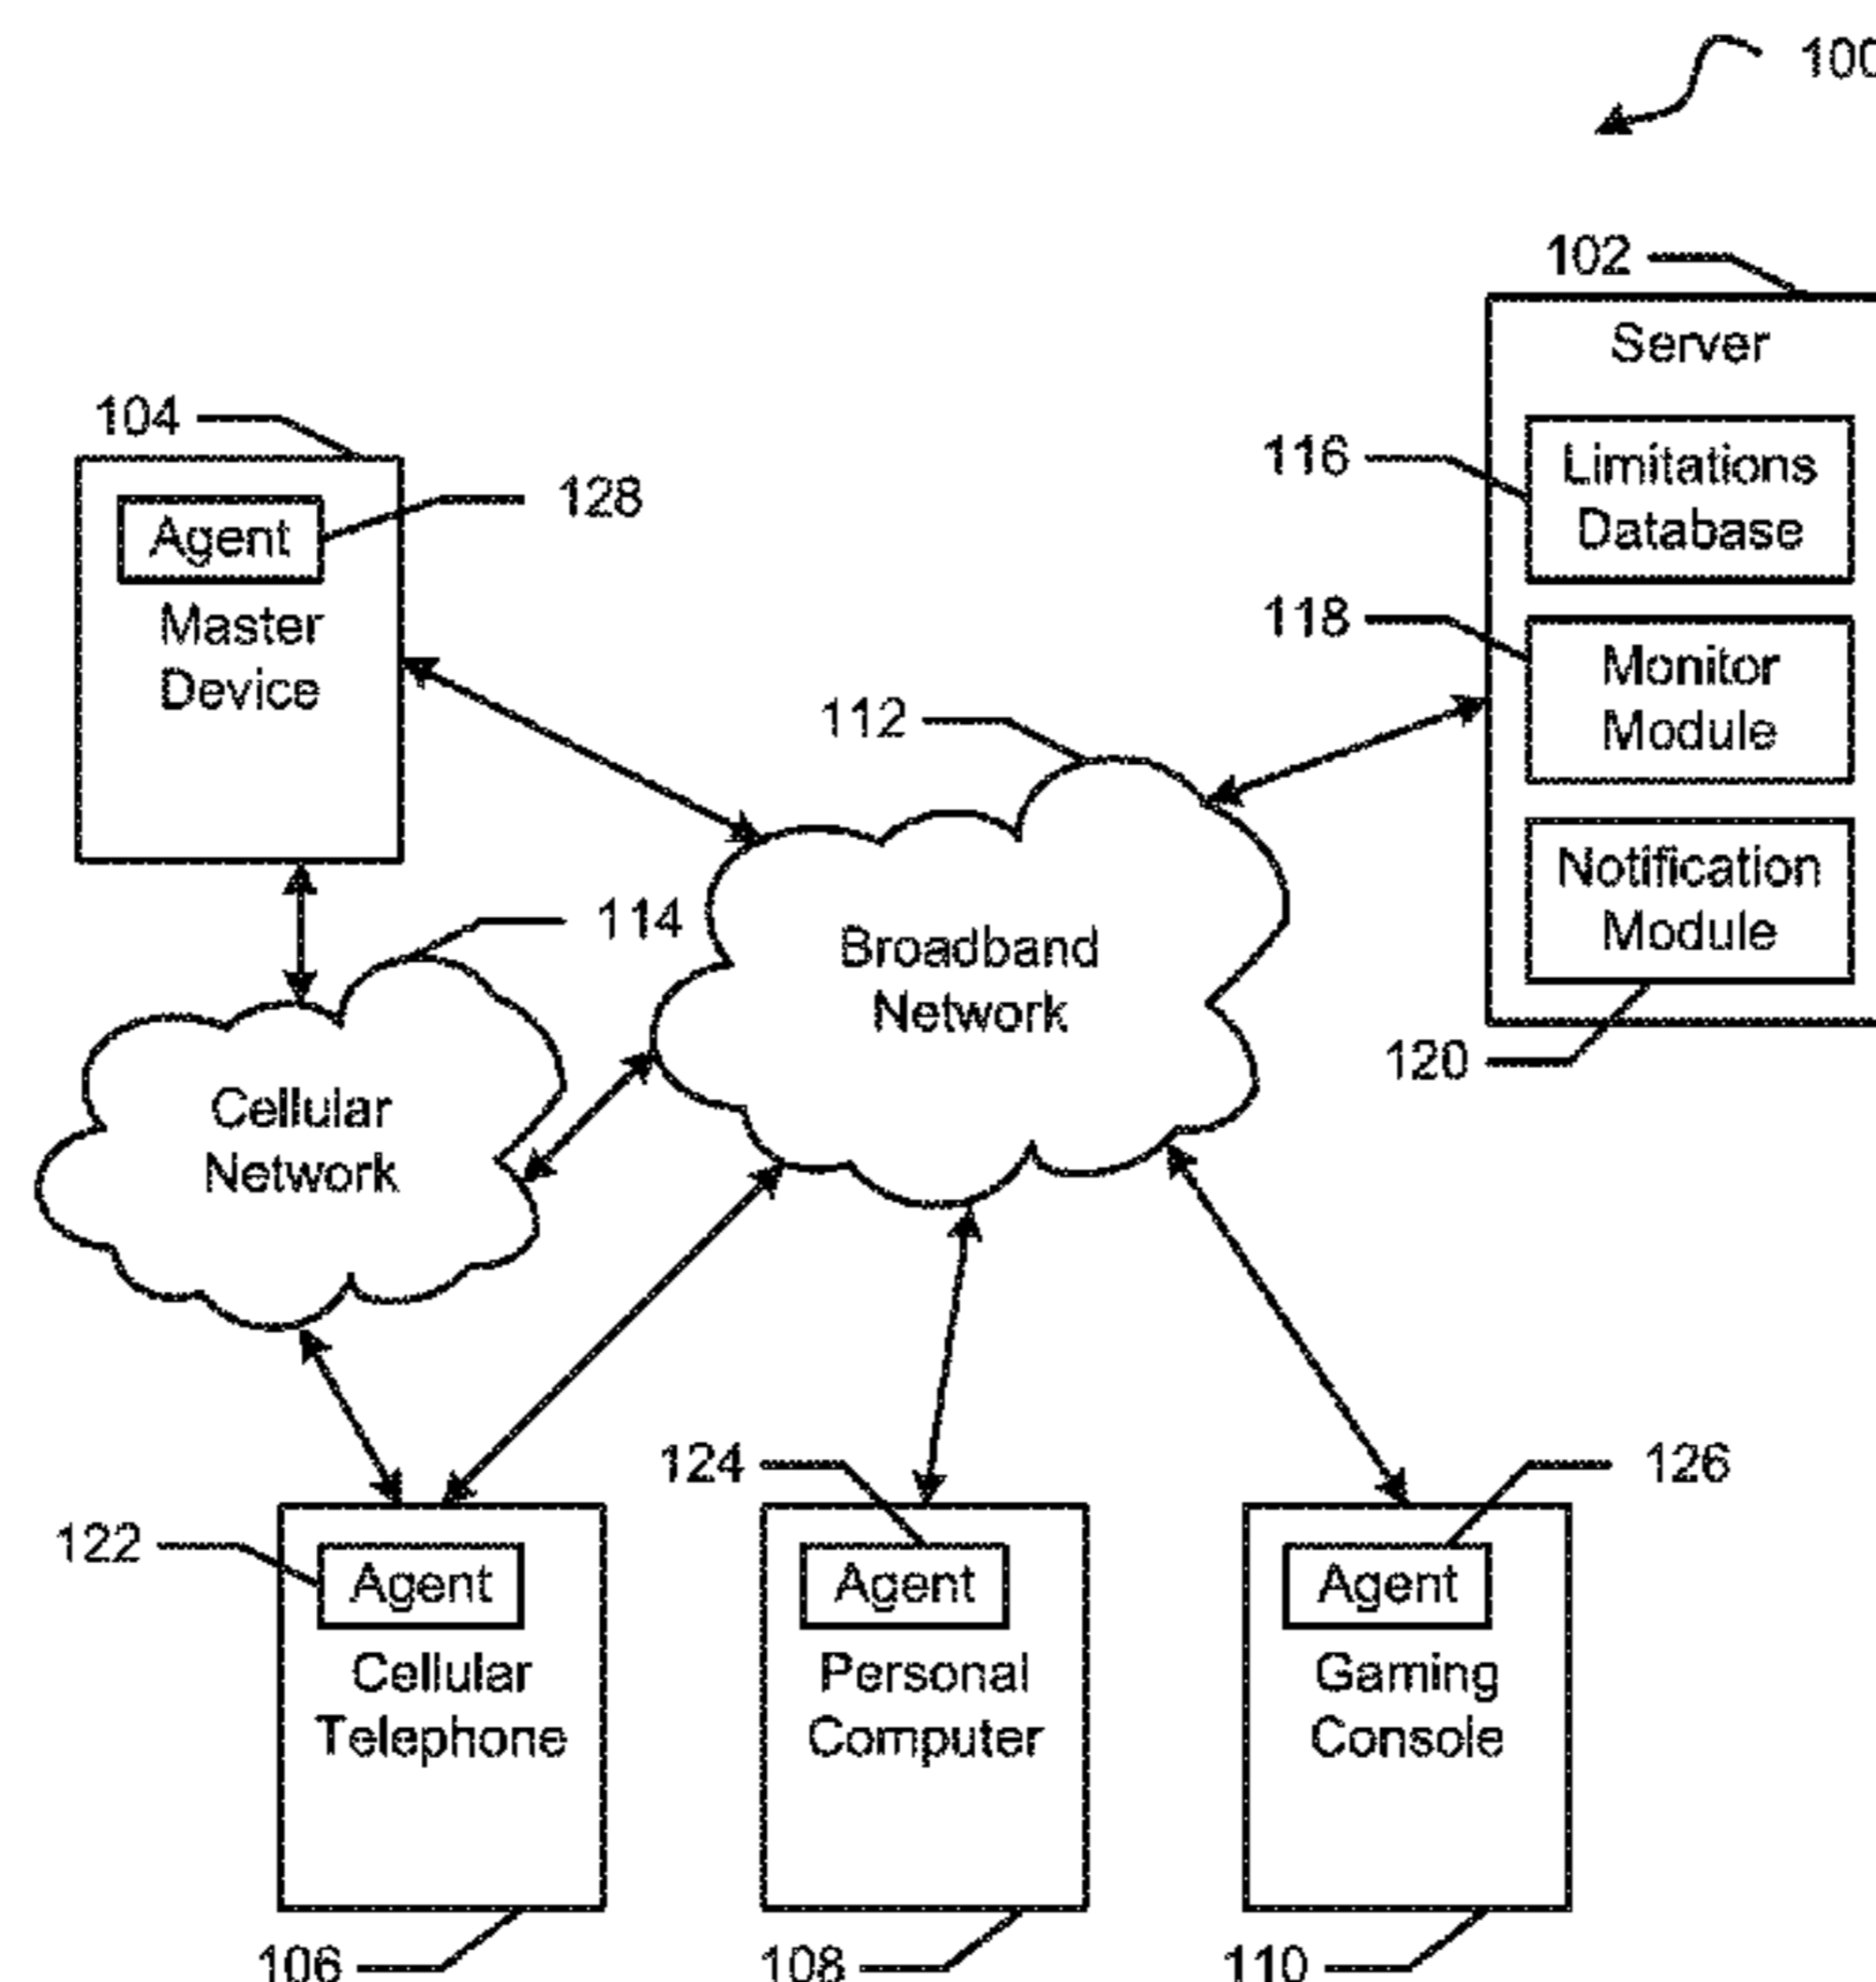 100
102
Server
104
116
Limitations
Database
128
Agent
Master
Device
118
Monitor
Module
112
Notification
Module
114
Broadband
Network
120
Cellular
Network
124
126
122
Agent
Cellular
Telephone
Agent
Personal
Computer
Agent
Gaming
Console
106
108
110